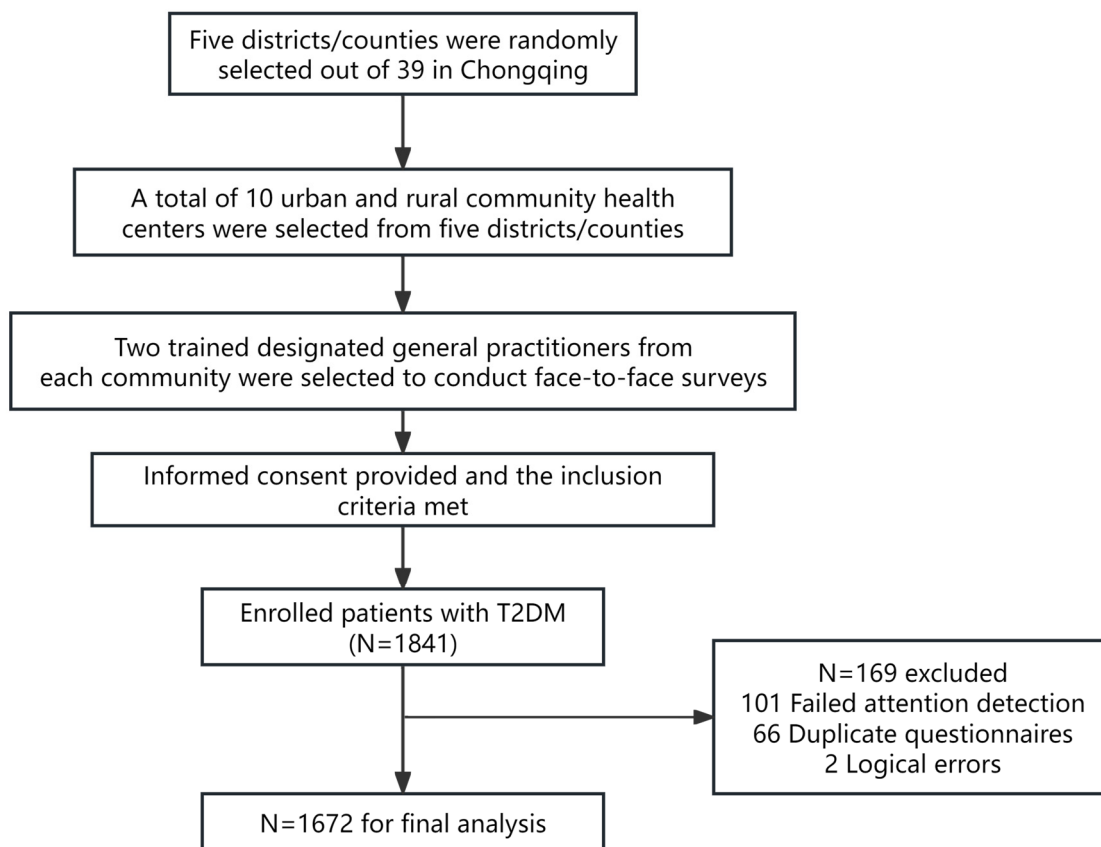 Five districts/counties were randomly
selected out of 39 in Chongqing
A total of 10 urban and rural community health
centers were selected from five districts/counties
Two trained designated general practitioners from
each community were selected to conduct face-to-face surveys
Informed consent provided and the inclusion
criteria met
Enrolled patients with T2DM
(N=1841)
N=169 excluded
101 Failed attention detection
66 Duplicate questionnaires
2 Logical errors
N=1672 for final analysis